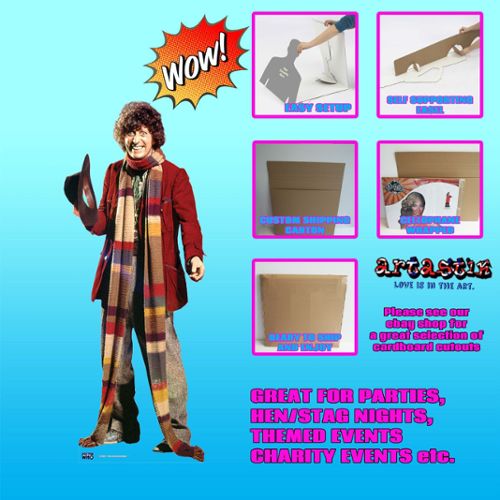 WOW!
EASY SETUP
SELF SUPPORTING
EASEL
CUSTOM SHIPPING
CARTON
CELLOPHANE
WRAPPED
READY TO SHIP
AND ENJOY
artastik
LOVE IS IN THE ART.
Please see our
ebay shop for
a great selection of
cardboard cutouts
GREAT FOR PARTIES,
HEN/STAG NIGHTS,
THEMED EVENTS
CHARITY EVENTS etc.